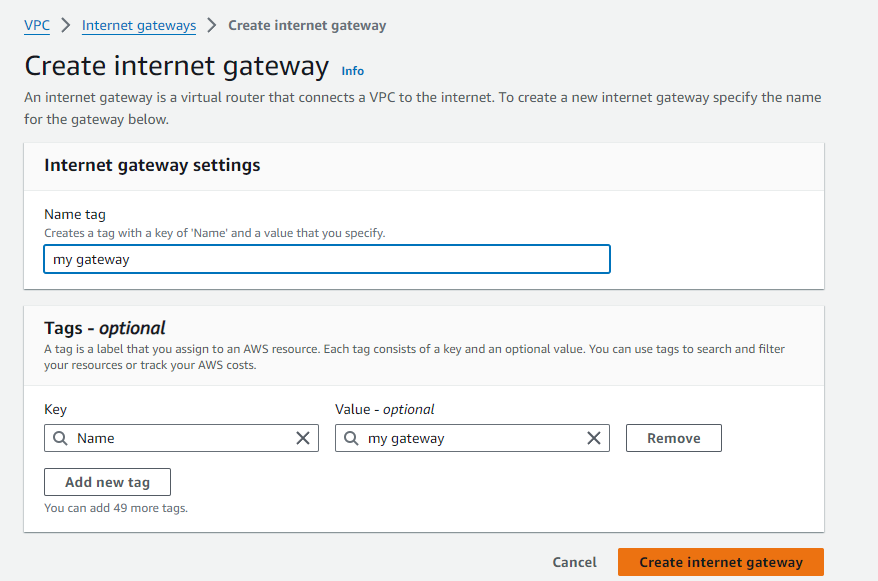 VPC > Internet gateways > Create internet gateway
Create internet gateway Info
An internet gateway is a virtual router that connects a VPC to the internet. To create a new internet gateway specify the name
for the gateway below.
Internet gateway settings
Name tag
Creates a tag with a key of 'Name' and a value that you specify.
my gateway
Tags - optional
A tag is a label that you assign to an AWS resource. Each tag consists of a key and an optional value. You can use tags to search and filter
your resources or track your AWS costs.
Key Value - optional
Name my gateway Remove
Add new tag
You can add 49 more tags.
Cancel Create internet gateway